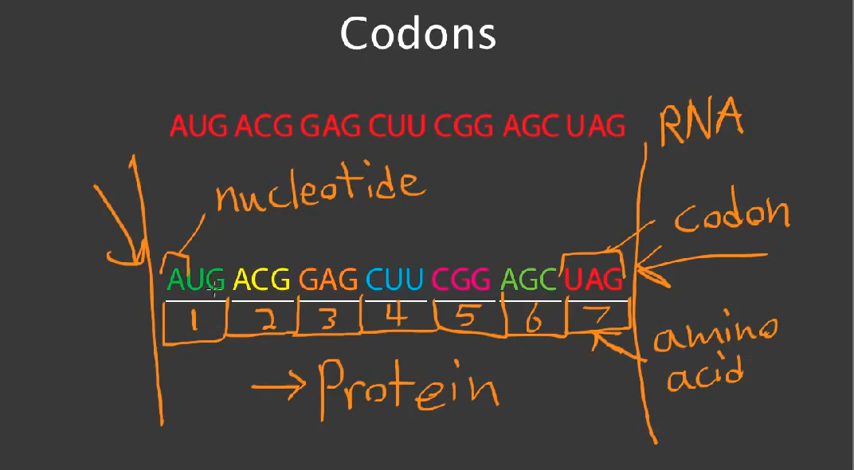 Codons
AUG ACG GAG CUU CGG AGC UAG RNA
nucleotide
codon
AUG ACG GAG CUU CGG AGC UAG
1 2 3 4 5 6 7
amino
acid
→ Protein